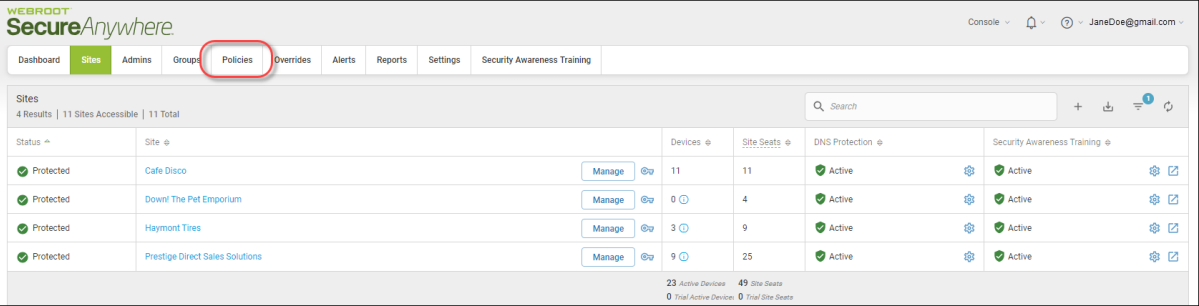 WEBROOT
SecureAnywhere.
Console
JaneDoe@gmail.com
Dashboard Sites Admins Groups Policies Overrides Alerts Reports Settings Security Awareness Training
Sites
4 Results | 11 Sites Accessible | 11 Total
Search
1
Status Site Devices Site Seats DNS Protection Security Awareness Training
Protected Cafe Disco Manage 11 11 Active Active
Protected Down! The Pet Emporium Manage 0 4 Active Active
Protected Haymont Tires Manage 3 9 Active Active
Protected Prestige Direct Sales Solutions Manage 9 25 Active Active
23 Active Devices 49 Site Seats
0 Trial Active Devices 0 Trial Site Seats